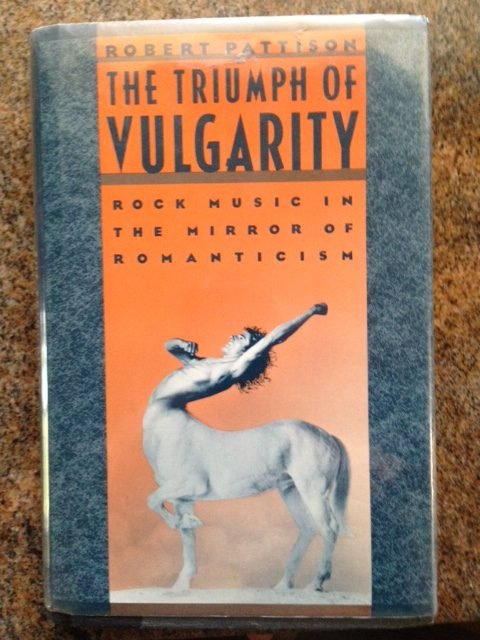 ROBERT PATTISON
THE TRIUMPH OF
VULGARITY
ROCK MUSIC IN
THE MIRROR OF
ROMANTICISM